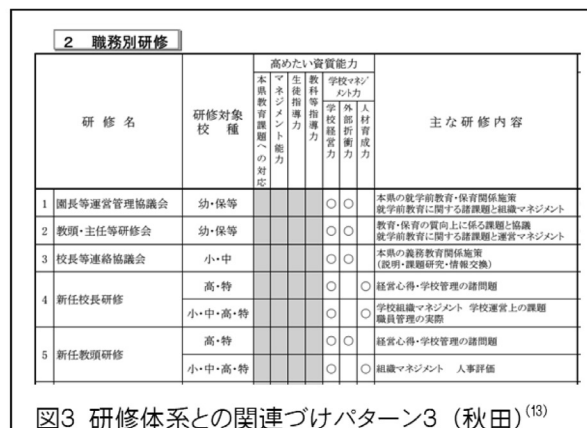 2 職務別研修
研修名
研修対象
校種
高めたい資質能力
本県教育課題への対応
マネジメント能力
生徒指導力
教科等指導力
学校マネジ
メント力
学校経営力
外部折衝力
人材育成力
主な研修内容
1 園長等運営管理協議会 幼・保等 ○ ○ 本県の就学前教育・保育関係施策
就学前教育に関する諸課題と組織マネジメント
2 教頭・主任等研修会 幼・保等 ○ ○ 教育・保育の質向上に係る課題と協議
就学前教育に関する諸課題と運営マネジメント
3 校長等連絡協議会 小・中 ○ ○ 本県の義務教育関係施策
(説明・課題研究・情報交換)
4 新任校長研修 高・特 ○ ○ 経営心得・学校管理の諸問題
小・中・高・特 ○ ○ 学校組織マネジメント 学校運営上の課題
職員管理の実際
5 新任教頭研修 高・特 ○ ○ 経営心得・学校管理の諸問題
小・中・高・特 ○ ○ 組織マネジメント 人事評価
図3 研修体系との関連づけパターン3(秋田)(13)